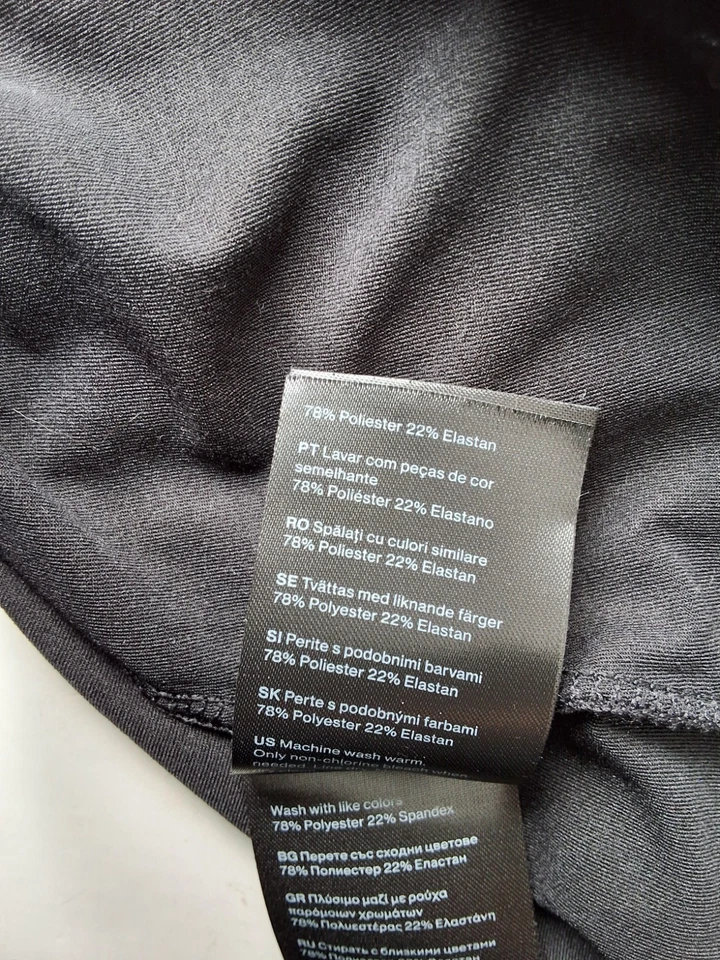 78% Poliester 22% Elastan
PT Lavar com peças de cor
semelhante
78% Poliéster 22% Elastano
RO Spălaţi cu culori similare
78% Poliester 22% Elastan
SE Tvättas med liknande färger
78% Polyester 22% Elastan
SI Perite s podobnimi barvami
78% Poliester 22% Elastan
SK Perte s podobnými farbami
78% Polyester 22% Elastan
US Machine wash warm.
Only non-chlorine bleach when
needed.
Wash with like colors
78% Polyester 22% Spandex
BG Перете със сходни цветове
78% Полиестер 22% Еластан
GR Πλύσιμο μαζί με ρούχα
παρόμοιων χρωμάτων
78% Πολυεστέρας 22% Ελαστάνη
RU Стирать с близкими цветами